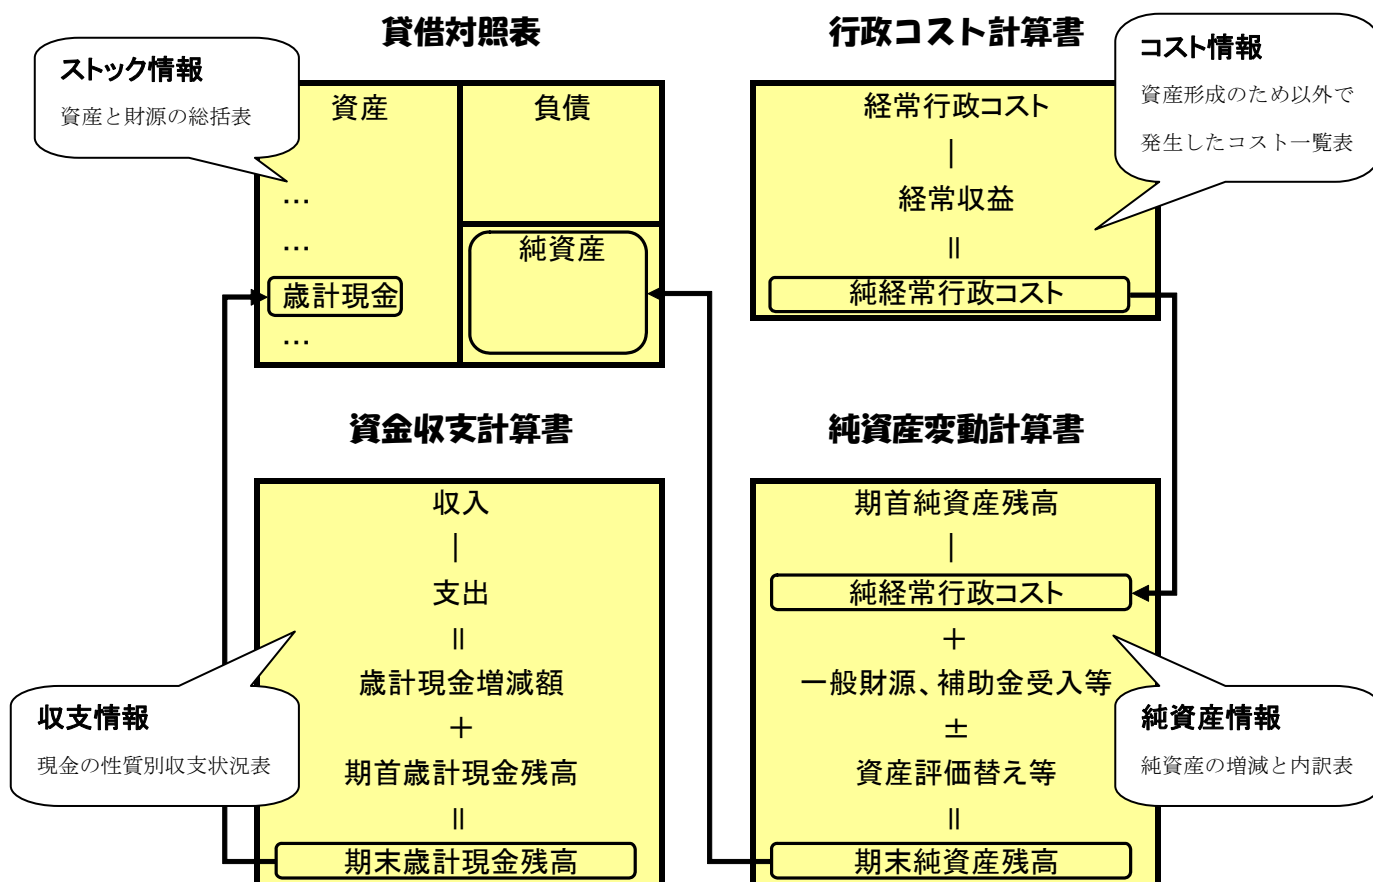 貸借対照表
ストック情報
資産と財源の総括表
資産
…
…
歳計現金
…
負債
純資産
行政コスト計算書
コスト情報
資産形成のため以外で
発生したコスト一覧表
経常行政コスト
|
経常収益
||
純経常行政コスト
資金収支計算書
収入
|
支出
||
歳計現金増減額
＋
期首歳計現金残高
||
期末歳計現金残高
収支情報
現金の性質別収支状況表
純資産変動計算書
期首純資産残高
|
純経常行政コスト
＋
一般財源、補助金受入等
±
資産評価替え等
||
期末純資産残高
純資産情報
純資産の増減と内訳表